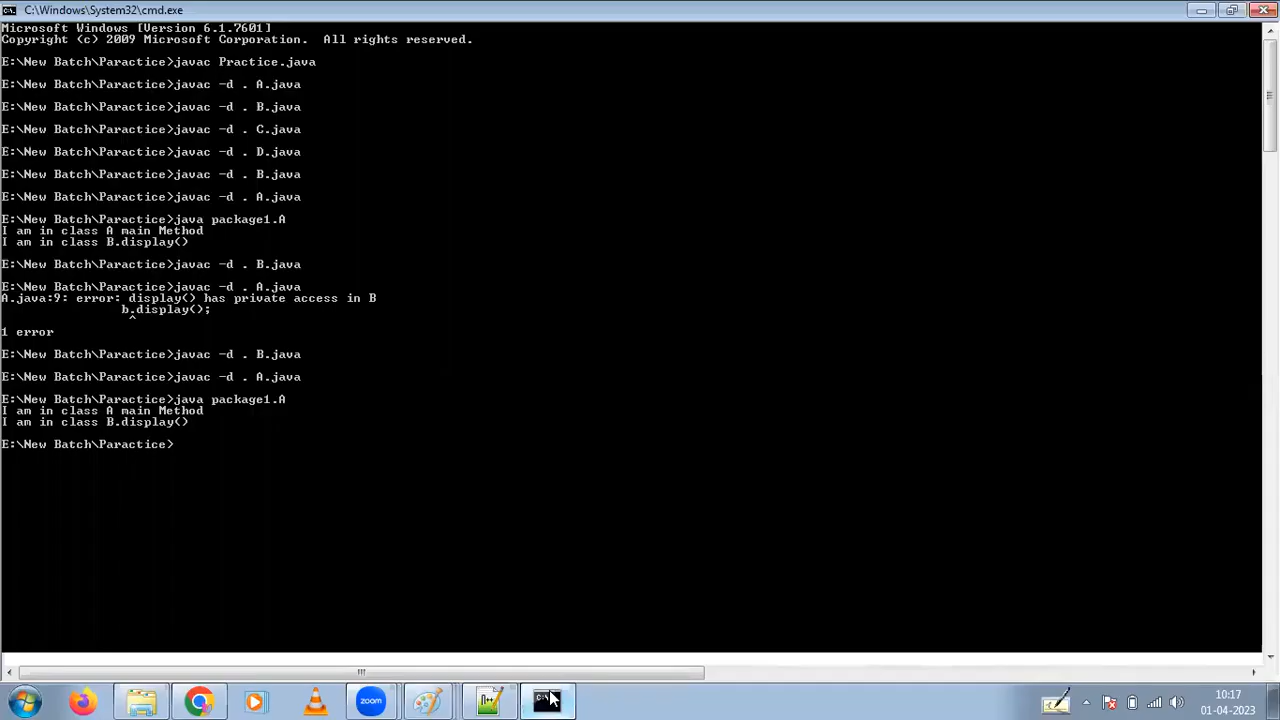 C:\Windows\System32\cmd.exe
Microsoft Windows [Version 6.1.7601]
Copyright (c) 2009 Microsoft Corporation.  All rights reserved.
E:\New Batch\Paractice>javac Practice.java
E:\New Batch\Paractice>javac -d . A.java
E:\New Batch\Paractice>javac -d . B.java
E:\New Batch\Paractice>javac -d . C.java
E:\New Batch\Paractice>javac -d . D.java
E:\New Batch\Paractice>javac -d . B.java
E:\New Batch\Paractice>javac -d . A.java
E:\New Batch\Paractice>java package1.A
I am in class A main Method
I am in class B.display()
E:\New Batch\Paractice>javac -d . B.java
E:\New Batch\Paractice>javac -d . A.java
A.java:9: error: display() has private access in B
b.display();
^
1 error
E:\New Batch\Paractice>javac -d . B.java
E:\New Batch\Paractice>javac -d . A.java
E:\New Batch\Paractice>java package1.A
I am in class A main Method
I am in class B.display()
E:\New Batch\Paractice>
zoom
10:17
01-04-2023